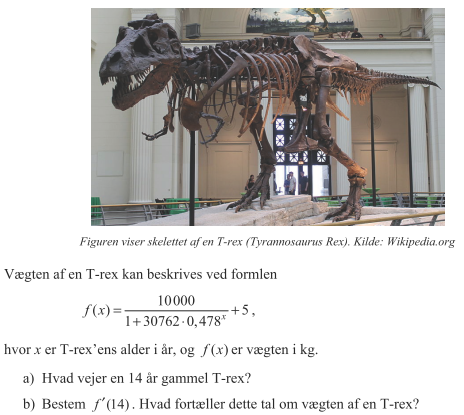 Figuren viser skelettet af en T-rex (Tyrannosaurus Rex). Kilde: Wikipedia.org
Vægten af en T-rex kan beskrives ved formlen
f(x) = 10000 / (1+30762·0,478^x) + 5 ,
hvor x er T-rex'ens alder i år, og f(x) er vægten i kg.
a) Hvad vejer en 14 år gammel T-rex?
b) Bestem f′(14). Hvad fortæller dette tal om vægten af en T-rex?